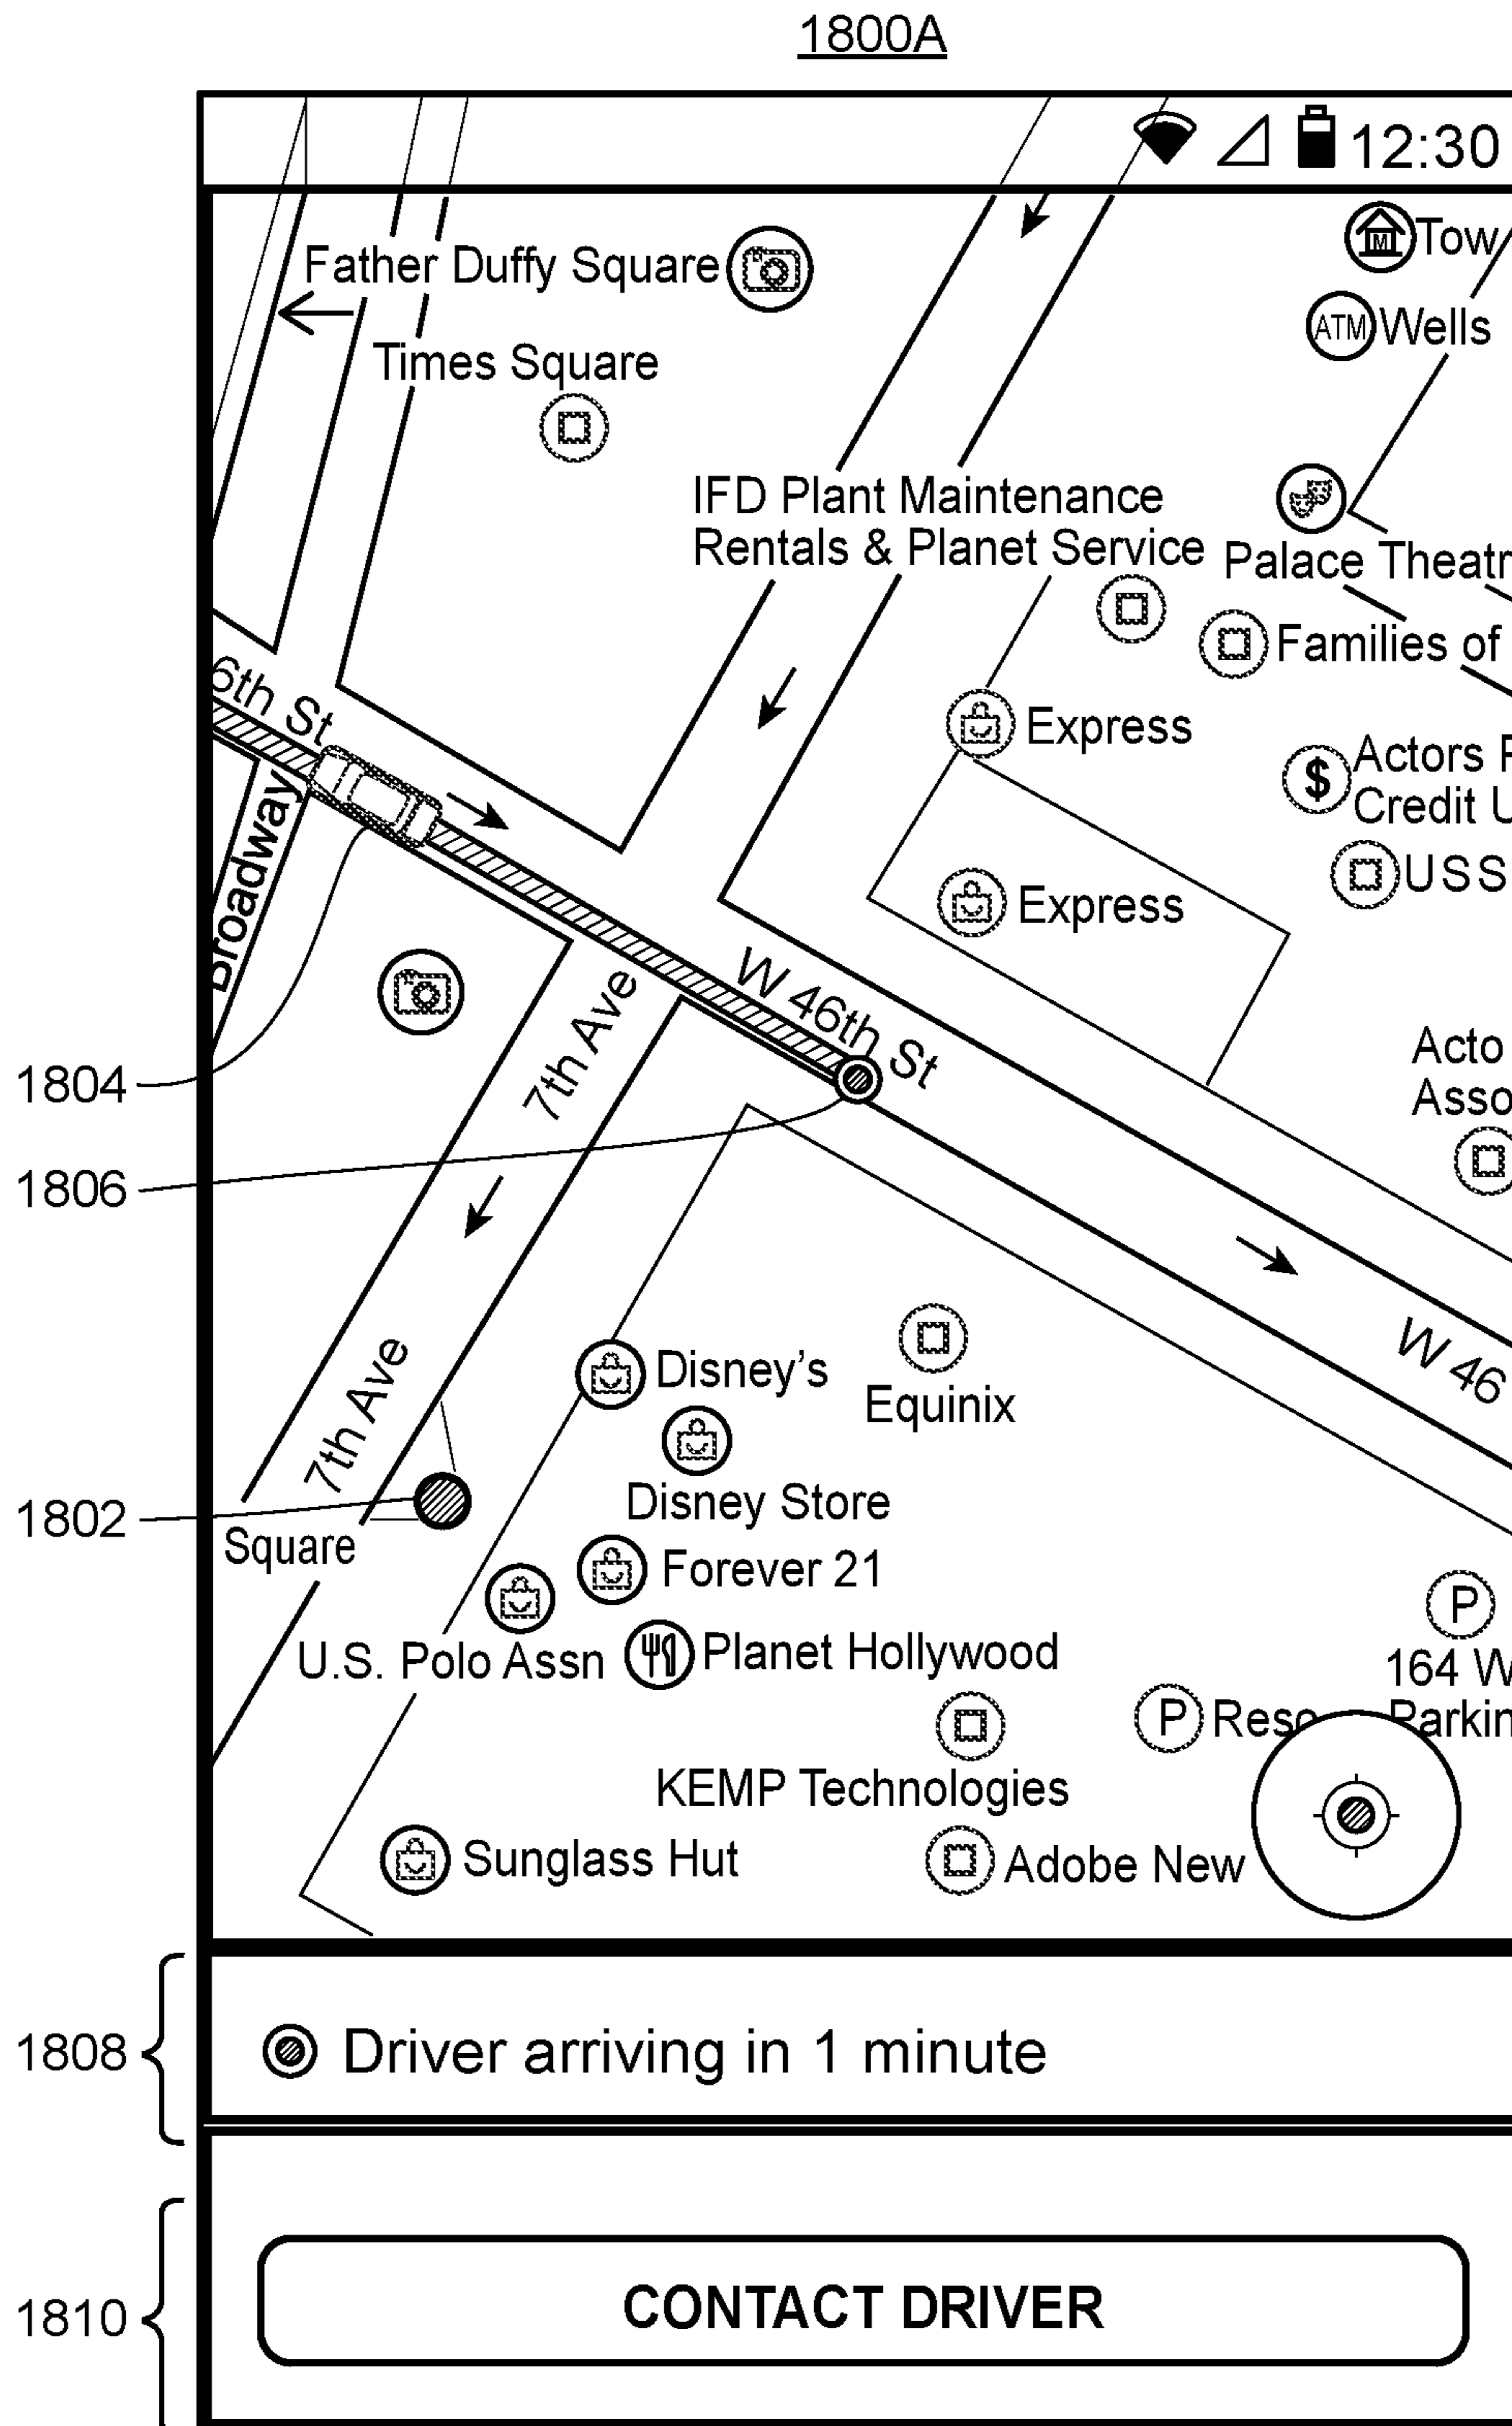 1800A
12:30
Father Duffy Square
M
Tow
ATM
Wells
Times Square
IFD Plant Maintenance
Rentals & Planet Service
Palace Theatr
Families of
6th St
Express
$
Actors
Credit U
Broadway
USS
Express
W 46th St
7th Ave
Acto
Asso
1804
1806
W 46
Disney's
Equinix
7th Ave
Disney Store
1802
Square
Forever 21
P
U.S. Polo Assn
Planet Hollywood
164 W
P
Reso
Parkin
KEMP Technologies
Sunglass Hut
Adobe New
1808
Driver arriving in 1 minute
1810
CONTACT DRIVER